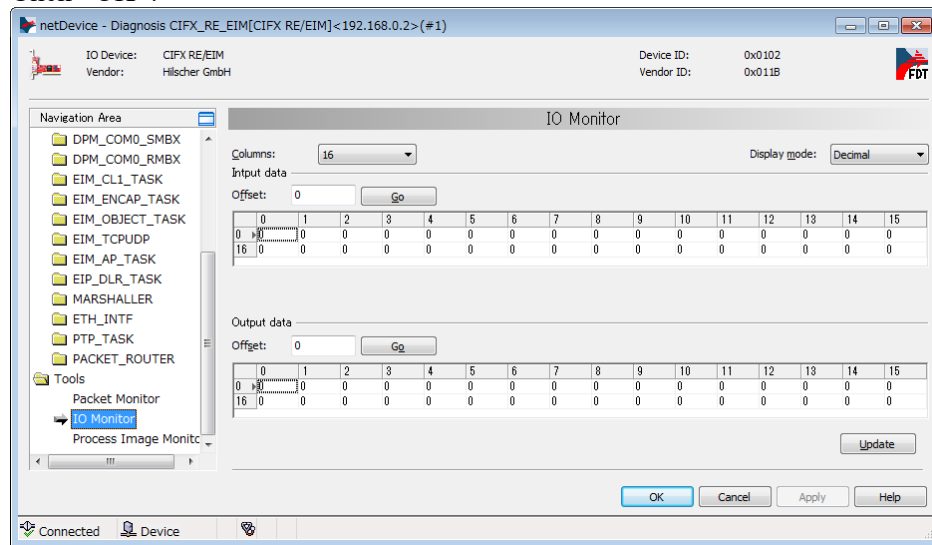 netDevice - Diagnosis CIFX_RE_EIM[CIFX RE/EIM]<192.168.0.2>(#1)
IO Device: CIFX RE/EIM Device ID: 0x0102
Vendor: Hilscher GmbH Vendor ID: 0x011B
FDT
Navigation Area
IO Monitor
DPM_COM0_SMBX
DPM_COM0_RMBX
EIM_CL1_TASK
EIM_ENCAP_TASK
EIM_OBJECT_TASK
EIM_TCPUDP
EIM_AP_TASK
EIP_DLR_TASK
MARSHALLER
ETH_INTF
PTP_TASK
PACKET_ROUTER
Tools
Packet Monitor
IO Monitor
Process Image Monitc
Columns: 16 Display mode: Decimal
Intput data
Offset: 0 Go
0 1 2 3 4 5 6 7 8 9 10 11 12 13 14 15
0 0 0 0 0 0 0 0 0 0 0 0 0 0 0 0 0
16 0 0 0 0 0 0 0 0 0 0 0 0 0 0 0 0
Output data
Offset: 0 Go
0 1 2 3 4 5 6 7 8 9 10 11 12 13 14 15
0 0 0 0 0 0 0 0 0 0 0 0 0 0 0 0 0
16 0 0 0 0 0 0 0 0 0 0 0 0 0 0 0 0
Update
OK Cancel Apply Help
Connected Device